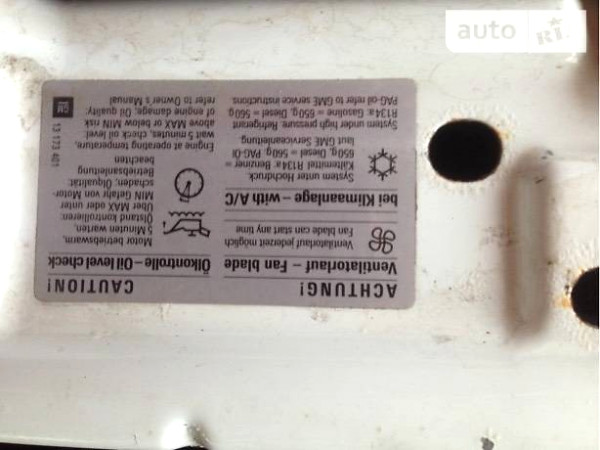 ACHTUNG!
Ventilatorlauf – Fan blade
Ventilatorlauf jederzeit möglich
Fan blade can start any time
bei Klimaanlage – with A/C
System unter Hochdruck
Kältemittel R134a: Benziner =
650g, Diesel = 560g, PAG-Öl
laut GME Serviceanleitung
System under high pressure. Refrigerant
R134a: Gasoline = 650g, Diesel = 560g
PAG-oil refer to GME service instructions
CAUTION!
Ölkontrolle – Oil level check
Motor betriebswarm,
5 Minuten warten,
Ölstand kontrollieren:
Über MAX oder unter
MIN Gefahr von Motor-
schaden. Ölqualität:
Betriebsanleitung
beachten
Engine at operating temperature,
wait 5 minutes, check oil level:
above MAX or below MIN risk
of engine damage. Oil quality:
refer to Owner's Manual
GM
13 173 401
auto RIA